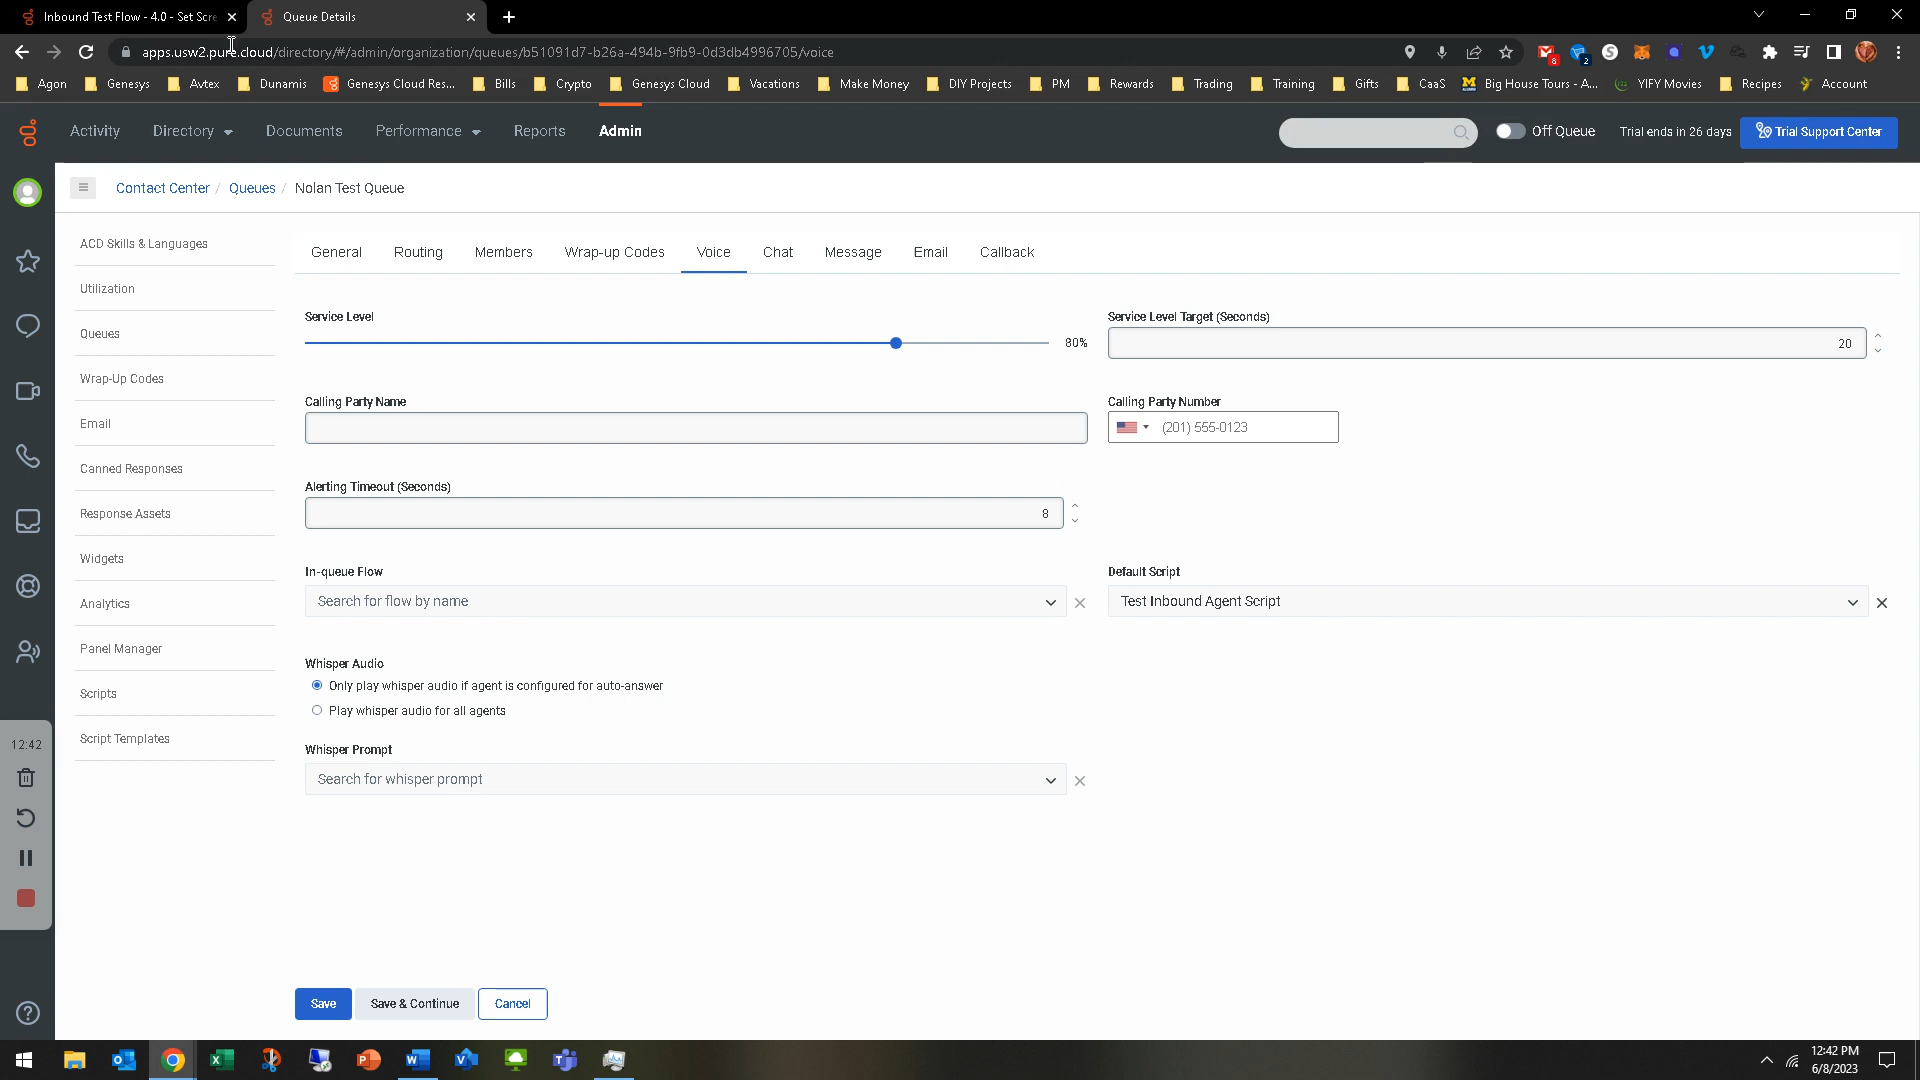 Inbound Test Flow - 4.0 - Set Scre
Queue Details
apps.usw2.pure.cloud/directory/#/admin/organization/queues/b51091d7-b26a-494b-9fb9-0d3db4996705/voice
8
2
Agon
Genesys
Avtex
Dunamis
Genesys Cloud Res...
Bills
Crypto
Genesys Cloud
Vacations
Make Money
DIY Projects
PM
Rewards
Trading
Training
Gifts
CaaS
Big House Tours - A...
YIFY Movies
Recipes
Account
Activity
Directory
Documents
Performance
Reports
Admin
Off Queue
Trial ends in 26 days
Trial Support Center
Contact Center / Queues / Nolan Test Queue
ACD Skills & Languages
Utilization
Queues
Wrap-Up Codes
Email
Canned Responses
Response Assets
Widgets
Analytics
Panel Manager
Scripts
Script Templates
General
Routing
Members
Wrap-up Codes
Voice
Chat
Message
Email
Callback
Service Level
80%
Service Level Target (Seconds)
20
Calling Party Name
Calling Party Number
(201) 555-0123
Alerting Timeout (Seconds)
8
In-queue Flow
Search for flow by name
Default Script
Test Inbound Agent Script
Whisper Audio
Only play whisper audio if agent is configured for auto-answer
Play whisper audio for all agents
Whisper Prompt
Search for whisper prompt
Save
Save & Continue
Cancel
12:42
12:42 PM
6/8/2023